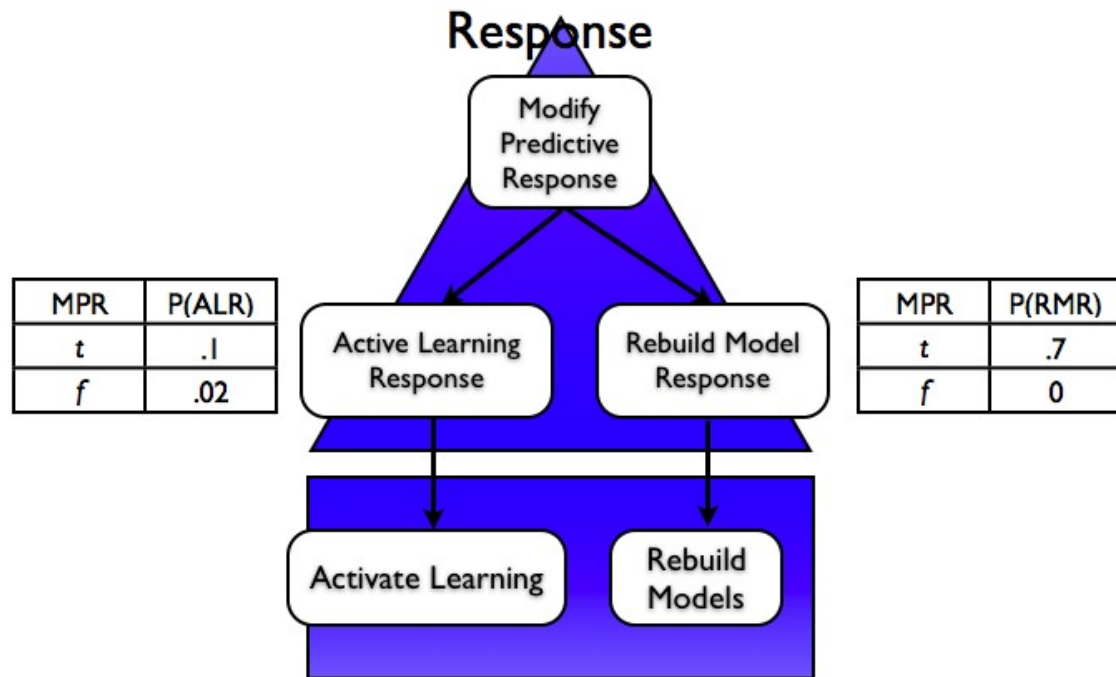 Response
Modify
Predictive
Response
MPR P(ALR)
t .1
f .02
Active Learning
Response
Rebuild Model
Response
MPR P(RMR)
t .7
f 0
Activate Learning
Rebuild
Models